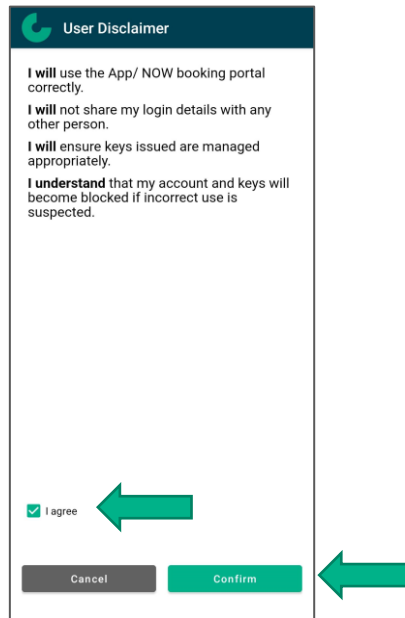 User Disclaimer
I will use the App/ NOW booking portal
correctly.
I will not share my login details with any
other person.
I will ensure keys issued are managed
appropriately.
I understand that my account and keys will
become blocked if incorrect use is
suspected.
I agree
Cancel
Confirm